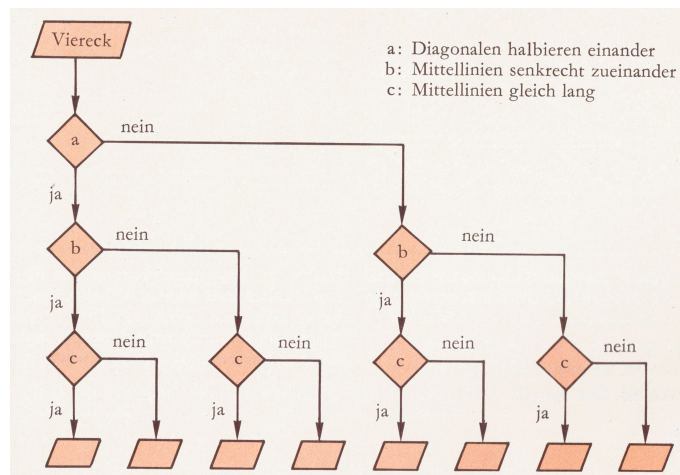 Viereck
a: Diagonalen halbieren einander
b: Mittellinien senkrecht zueinander
c: Mittellinien gleich lang
nein
a
ja
nein
nein
b
b
ja
ja
nein
nein
nein
nein
c
c
c
c
ja
ja
ja
ja